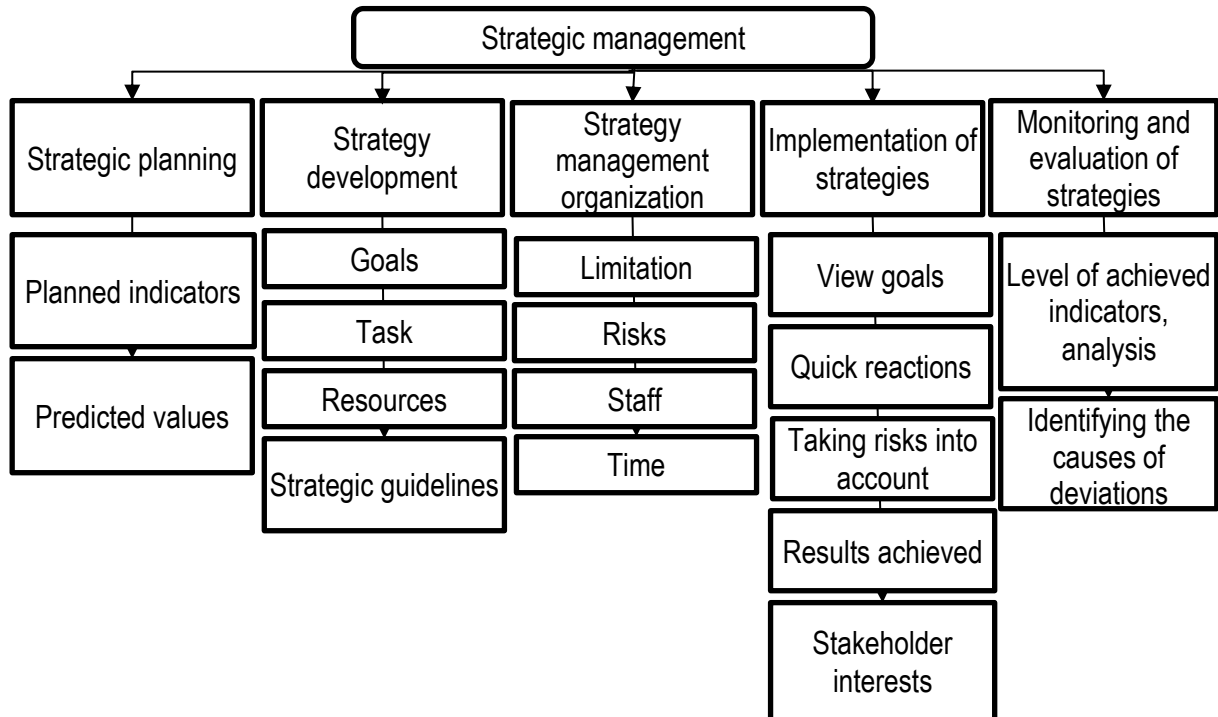 Strategic management
Strategic planning
Strategy
development
Strategy
management
organization
Implementation of
strategies
Monitoring and
evaluation of
strategies
Planned indicators
Predicted values
Goals
Task
Resources
Strategic guidelines
Limitation
Risks
Staff
Time
View goals
Quick reactions
Taking risks into
account
Results achieved
Stakeholder
interests
Level of achieved
indicators,
analysis
Identifying the
causes of
deviations